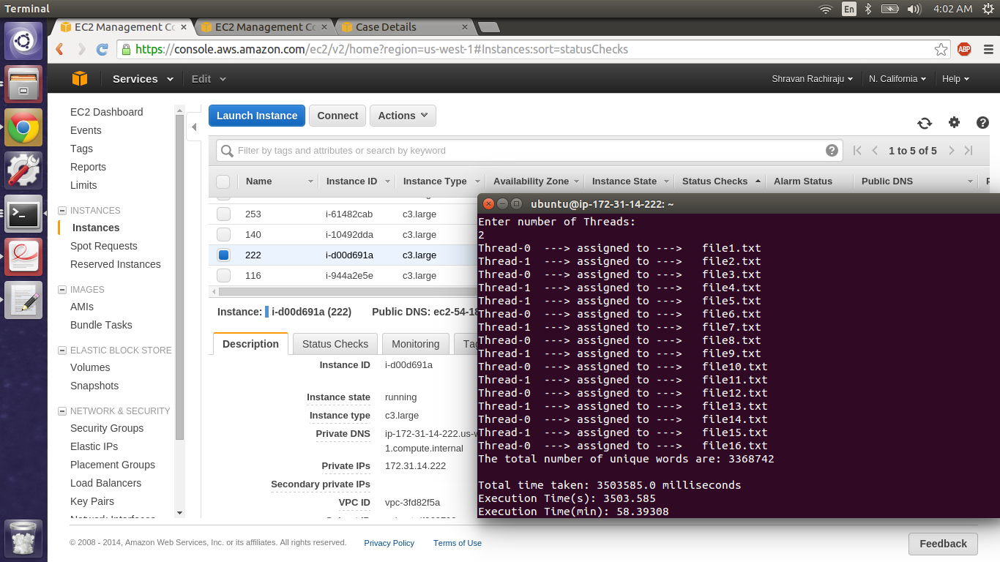 Terminal
En
4:02 AM
EC2 Management Co
EC2 Management Co
Case Details
https://console.aws.amazon.com/ec2/v2/home?region=us-west-1#Instances:sort=statusChecks
ABP
Services
Edit
Shravan Rachiraju
N. California
Help
EC2 Dashboard
Events
Tags
Reports
Limits
INSTANCES
Instances
Spot Requests
Reserved Instances
IMAGES
AMIs
Bundle Tasks
ELASTIC BLOCK STORE
Volumes
Snapshots
NETWORK & SECURITY
Security Groups
Elastic IPs
Placement Groups
Load Balancers
Key Pairs
Launch Instance
Connect
Actions
Filter by tags and attributes or search by keyword
1 to 5 of 5
Name Instance ID Instance Type Availability Zone Instance State Status Checks Alarm Status Public DNS
253 i-61482cab c3.large
140 i-10492dda c3.large
222 i-d00d691a c3.large
116 i-944a2e5e c3.large
Instance: i-d00d691a (222) Public DNS: ec2-54-18
Description Status Checks Monitoring Tag
Instance ID i-d00d691a
Instance state running
Instance type c3.large
Private DNS ip-172-31-14-222.us-w
1.compute.internal
Private IPs 172.31.14.222
Secondary private IPs
VPC ID vpc-3fd82f5a
ubuntu@ip-172-31-14-222: ~
Enter number of Threads:
2
Thread-0 ---> assigned to ---> file1.txt
Thread-1 ---> assigned to ---> file2.txt
Thread-0 ---> assigned to ---> file3.txt
Thread-1 ---> assigned to ---> file4.txt
Thread-1 ---> assigned to ---> file5.txt
Thread-0 ---> assigned to ---> file6.txt
Thread-1 ---> assigned to ---> file7.txt
Thread-0 ---> assigned to ---> file8.txt
Thread-1 ---> assigned to ---> file9.txt
Thread-0 ---> assigned to ---> file10.txt
Thread-1 ---> assigned to ---> file11.txt
Thread-0 ---> assigned to ---> file12.txt
Thread-1 ---> assigned to ---> file13.txt
Thread-0 ---> assigned to ---> file14.txt
Thread-1 ---> assigned to ---> file15.txt
Thread-0 ---> assigned to ---> file16.txt
The total number of unique words are: 3368742
Total time taken: 3503585.0 milliseconds
Execution Time(s): 3503.585
Execution Time(min): 58.39308
© 2008 - 2014, Amazon Web Services, Inc. or its affiliates. All rights reserved.
Privacy Policy
Terms of Use
Feedback